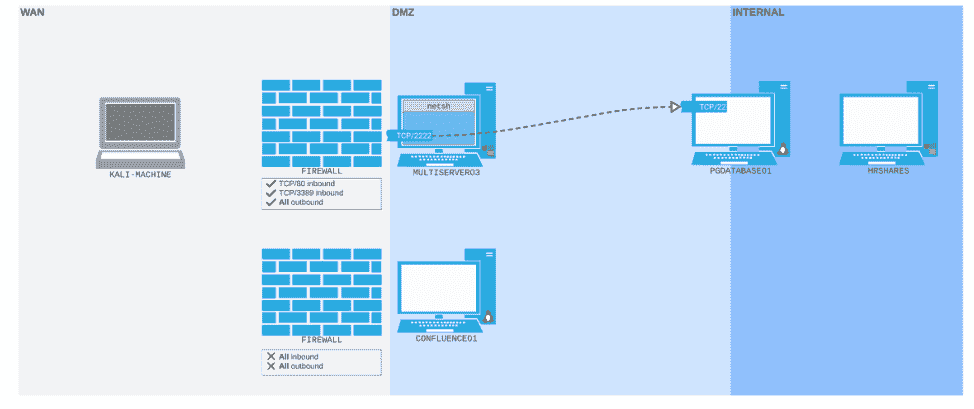 WAN
DMZ
INTERNAL
netsh
TCP/2222
TCP/22
KALI-MACHINE
FIREWALL
MULTISERVER03
PGDATABASE01
HRSHARES
TCP/80 inbound
TCP/3389 inbound
All outbound
FIREWALL
CONFLUENCE01
All inbound
All outbound